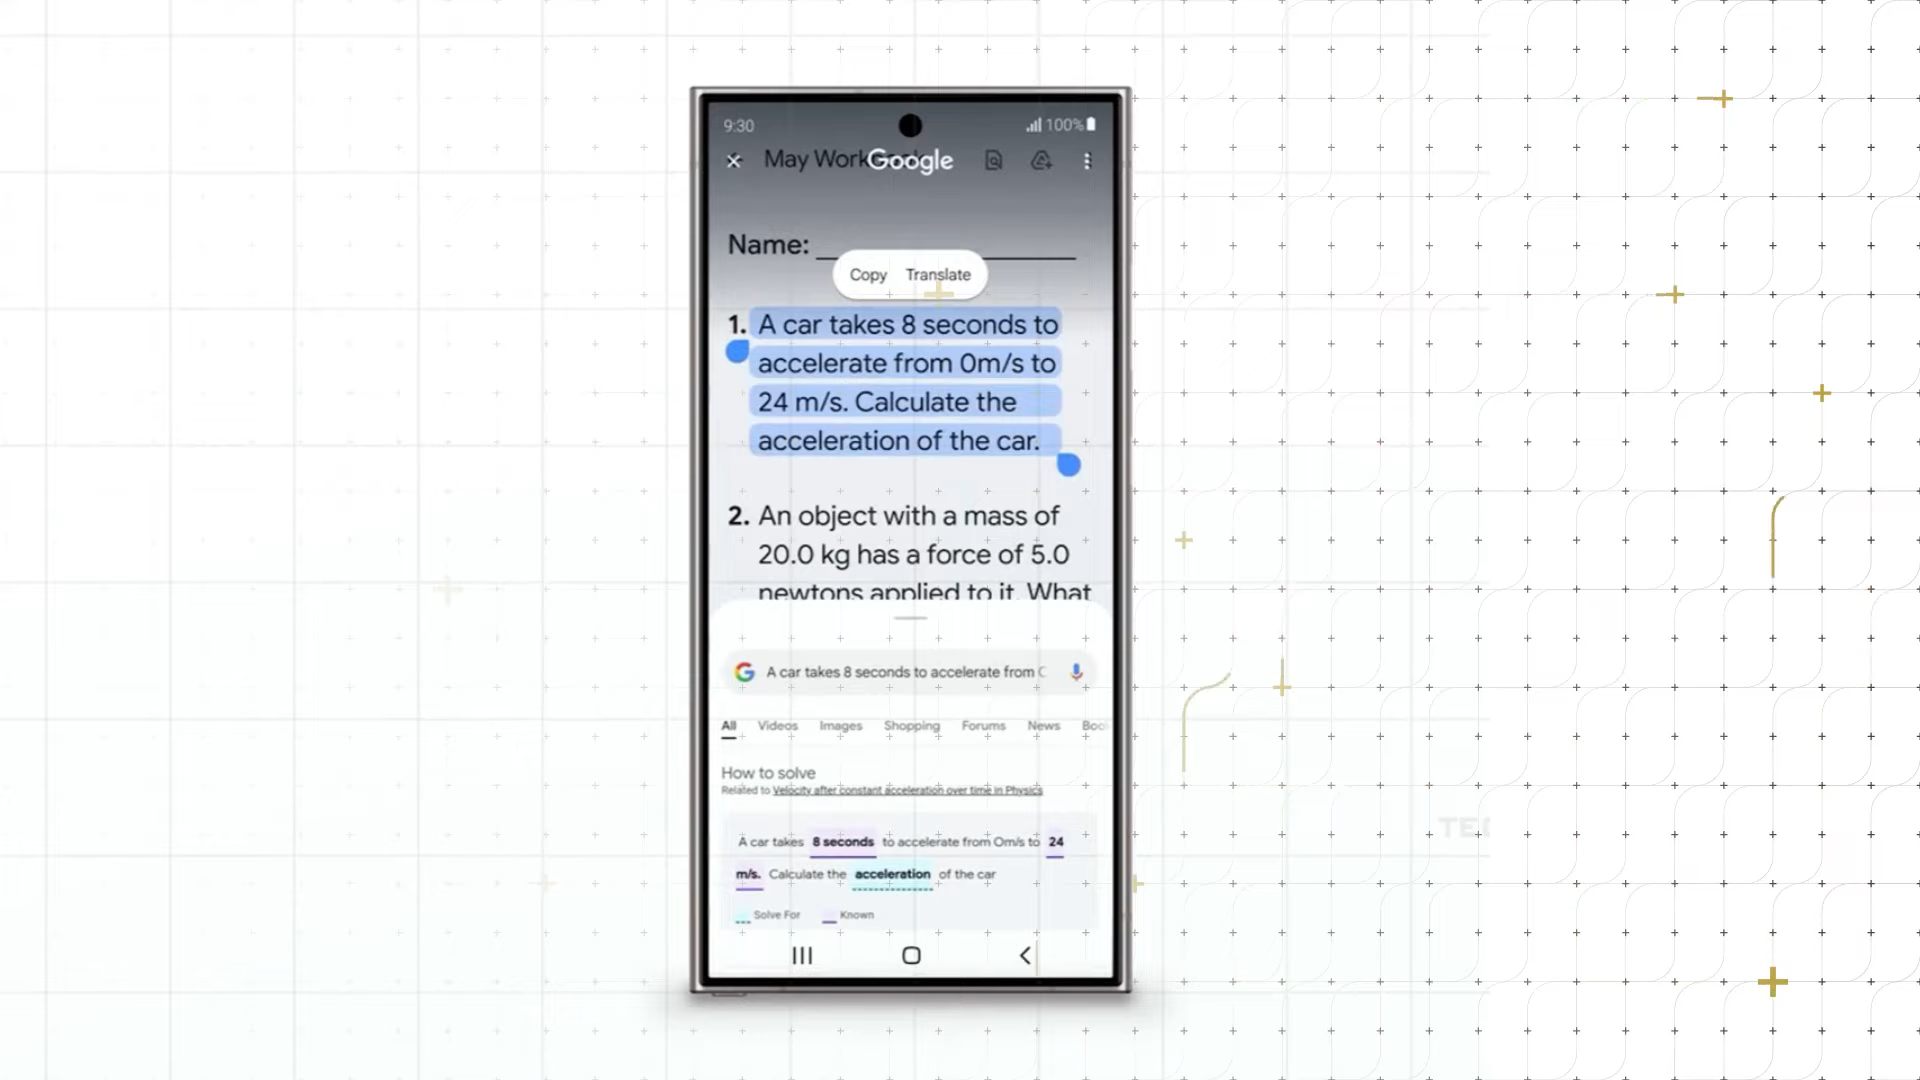 9:30
100%
May Work
Google
Name:
Copy Translate
1. A car takes 8 seconds to
accelerate from 0m/s to
24 m/s. Calculate the
acceleration of the car.
2. An object with a mass of
20.0 kg has a force of 5.0
newtons applied to it. What
A car takes 8 seconds to accelerate from
All Videos Images Shopping Forums News Boo
How to solve
Related to Velocity after constant acceleration over time in Physics
A car takes 8 seconds to accelerate from 0m/s to 24
m/s. Calculate the acceleration of the car
Solve For Known